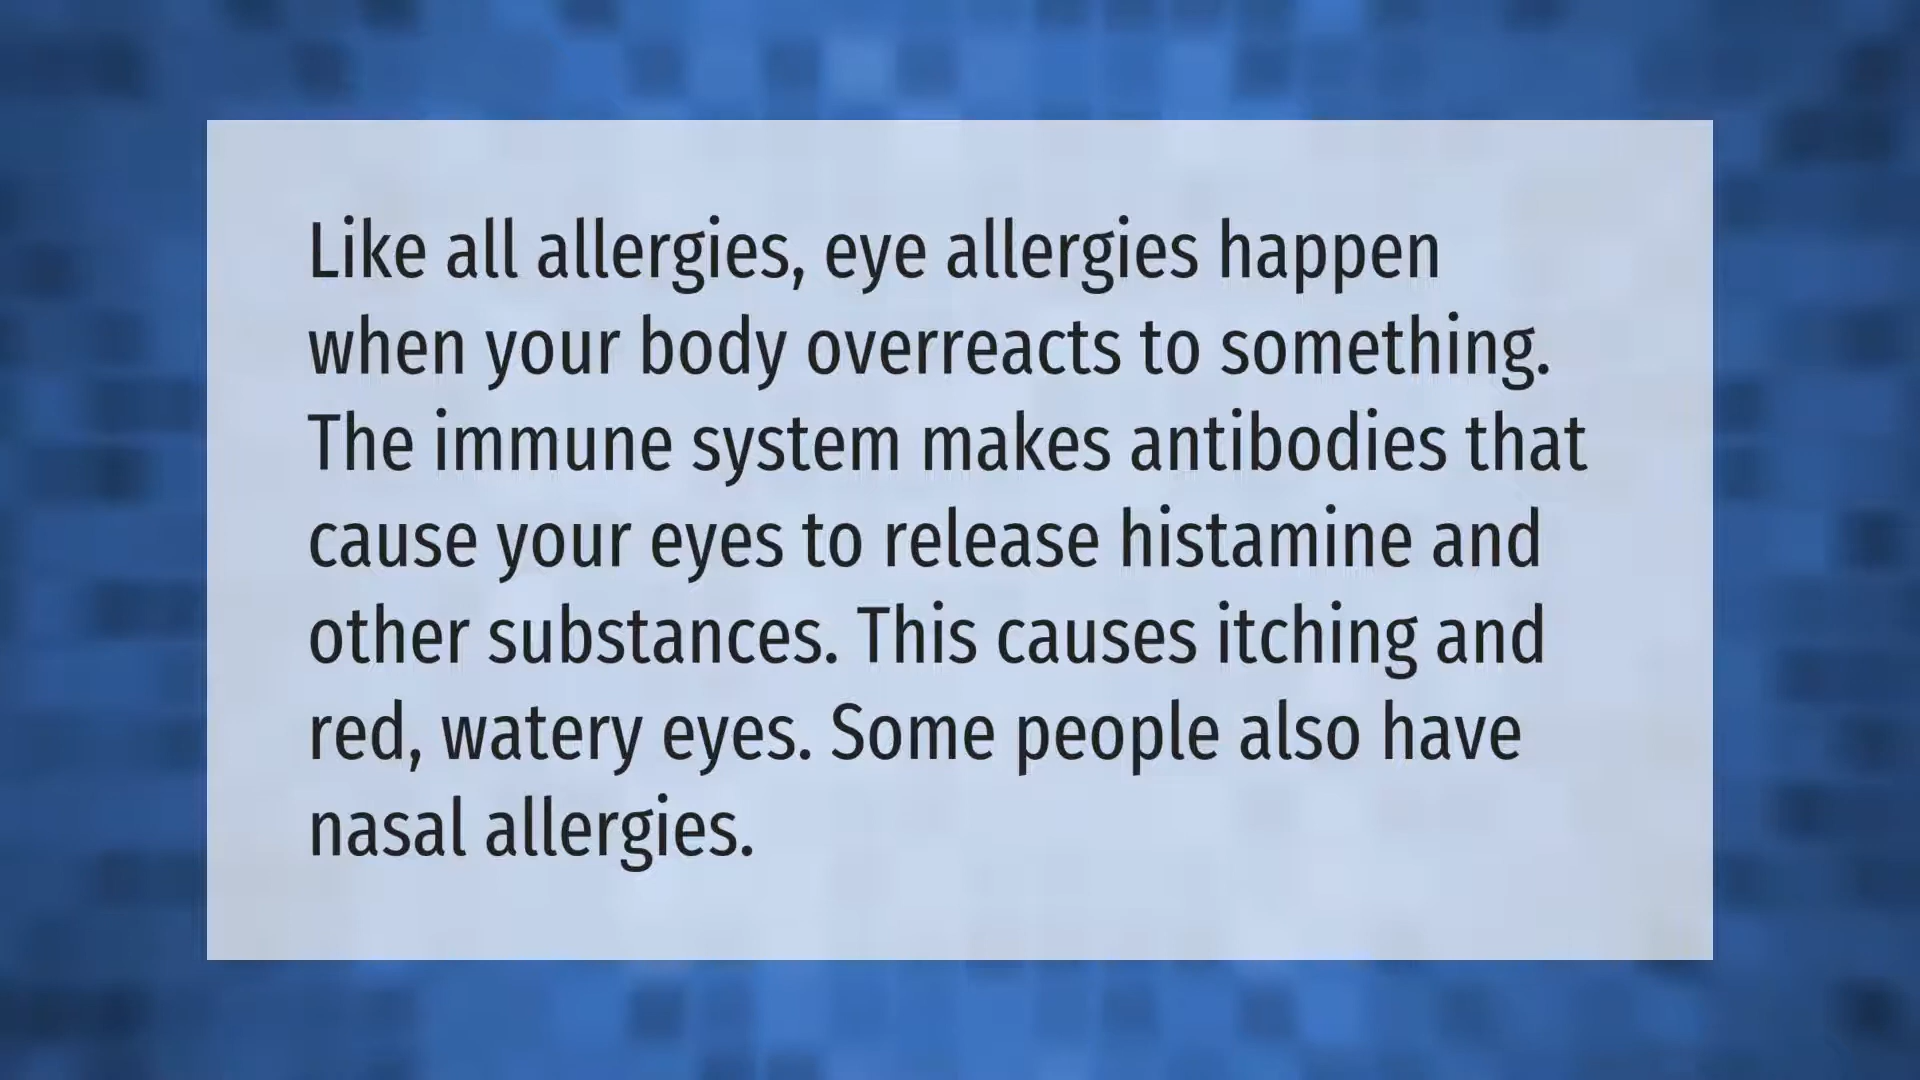 Like all allergies, eye allergies happen
when your body overreacts to something.
The immune system makes antibodies that
cause your eyes to release histamine and
other substances. This causes itching and
red, watery eyes. Some people also have
nasal allergies.